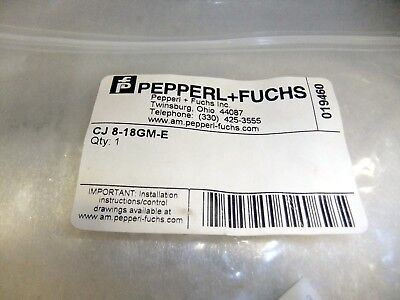 PEPPERL+FUCHS
Pepperl + Fuchs Inc.
Twinsburg, Ohio 44087
Telephone: (330) 425-3555
www.am.pepperl-fuchs.com
019460
CJ 8-18GM-E
Qty: 1
IMPORTANT: Installation
instructions/control
drawings available at
www.am.pepperl-fuchs.com